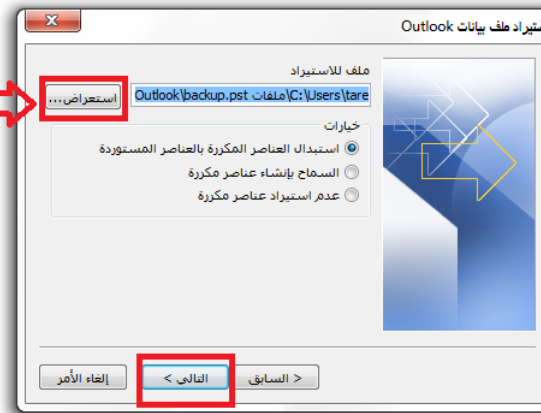 ستيراد ملف بيانات Outlook
ملف للاستيراد
C:\Users\tare\ملفات Outlook\backup.pst
استعراض...
خيارات
استبدال العناصر المكررة بالعناصر المستوردة
السماح بإنشاء عناصر مكررة
عدم استيراد عناصر مكررة
< السابق
التالي >
إلغاء الأمر